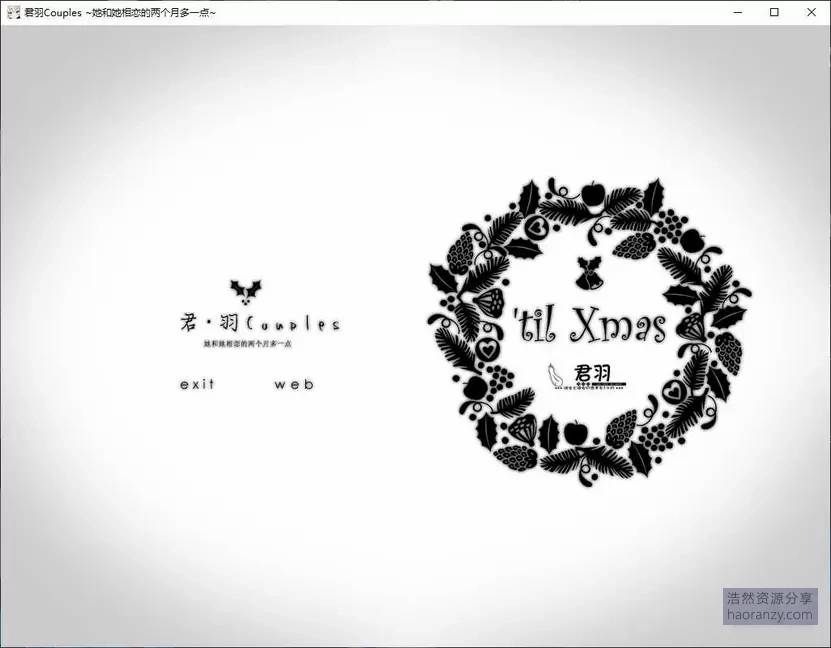 君羽Couples ~她和她相恋的两个月多一点~
君·羽Couples
她和她相恋的两个月多一点
exit web
'til Xmas
君羽
浩然资源分享
haoranzy.com